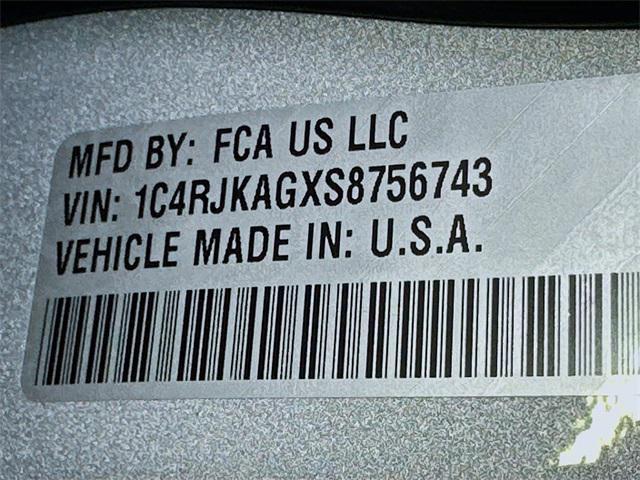 MFD BY: FCA US LLC
VIN: 1C4RJKAGXS8756743
VEHICLE MADE IN: U.S.A.